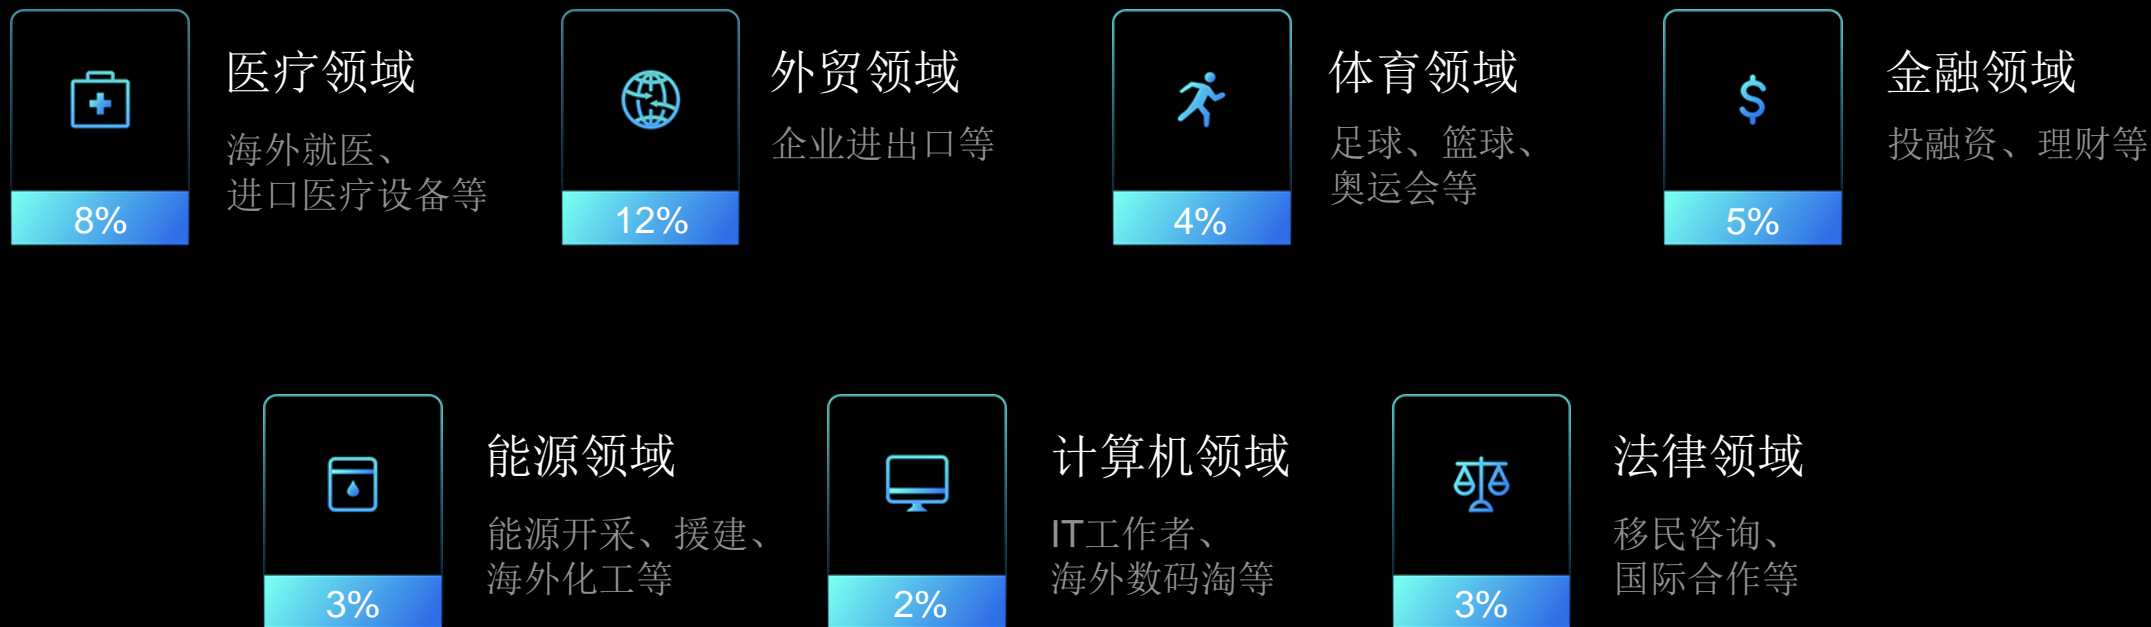 医疗领域
海外就医、
进口医疗设备等
8%
外贸领域
企业进出口等
12%
体育领域
足球、篮球、
奥运会等
4%
金融领域
投融资、理财等
5%
能源领域
能源开采、援建、
海外化工等
3%
计算机领域
IT工作者、
海外数码淘等
2%
法律领域
移民咨询、
国际合作等
3%